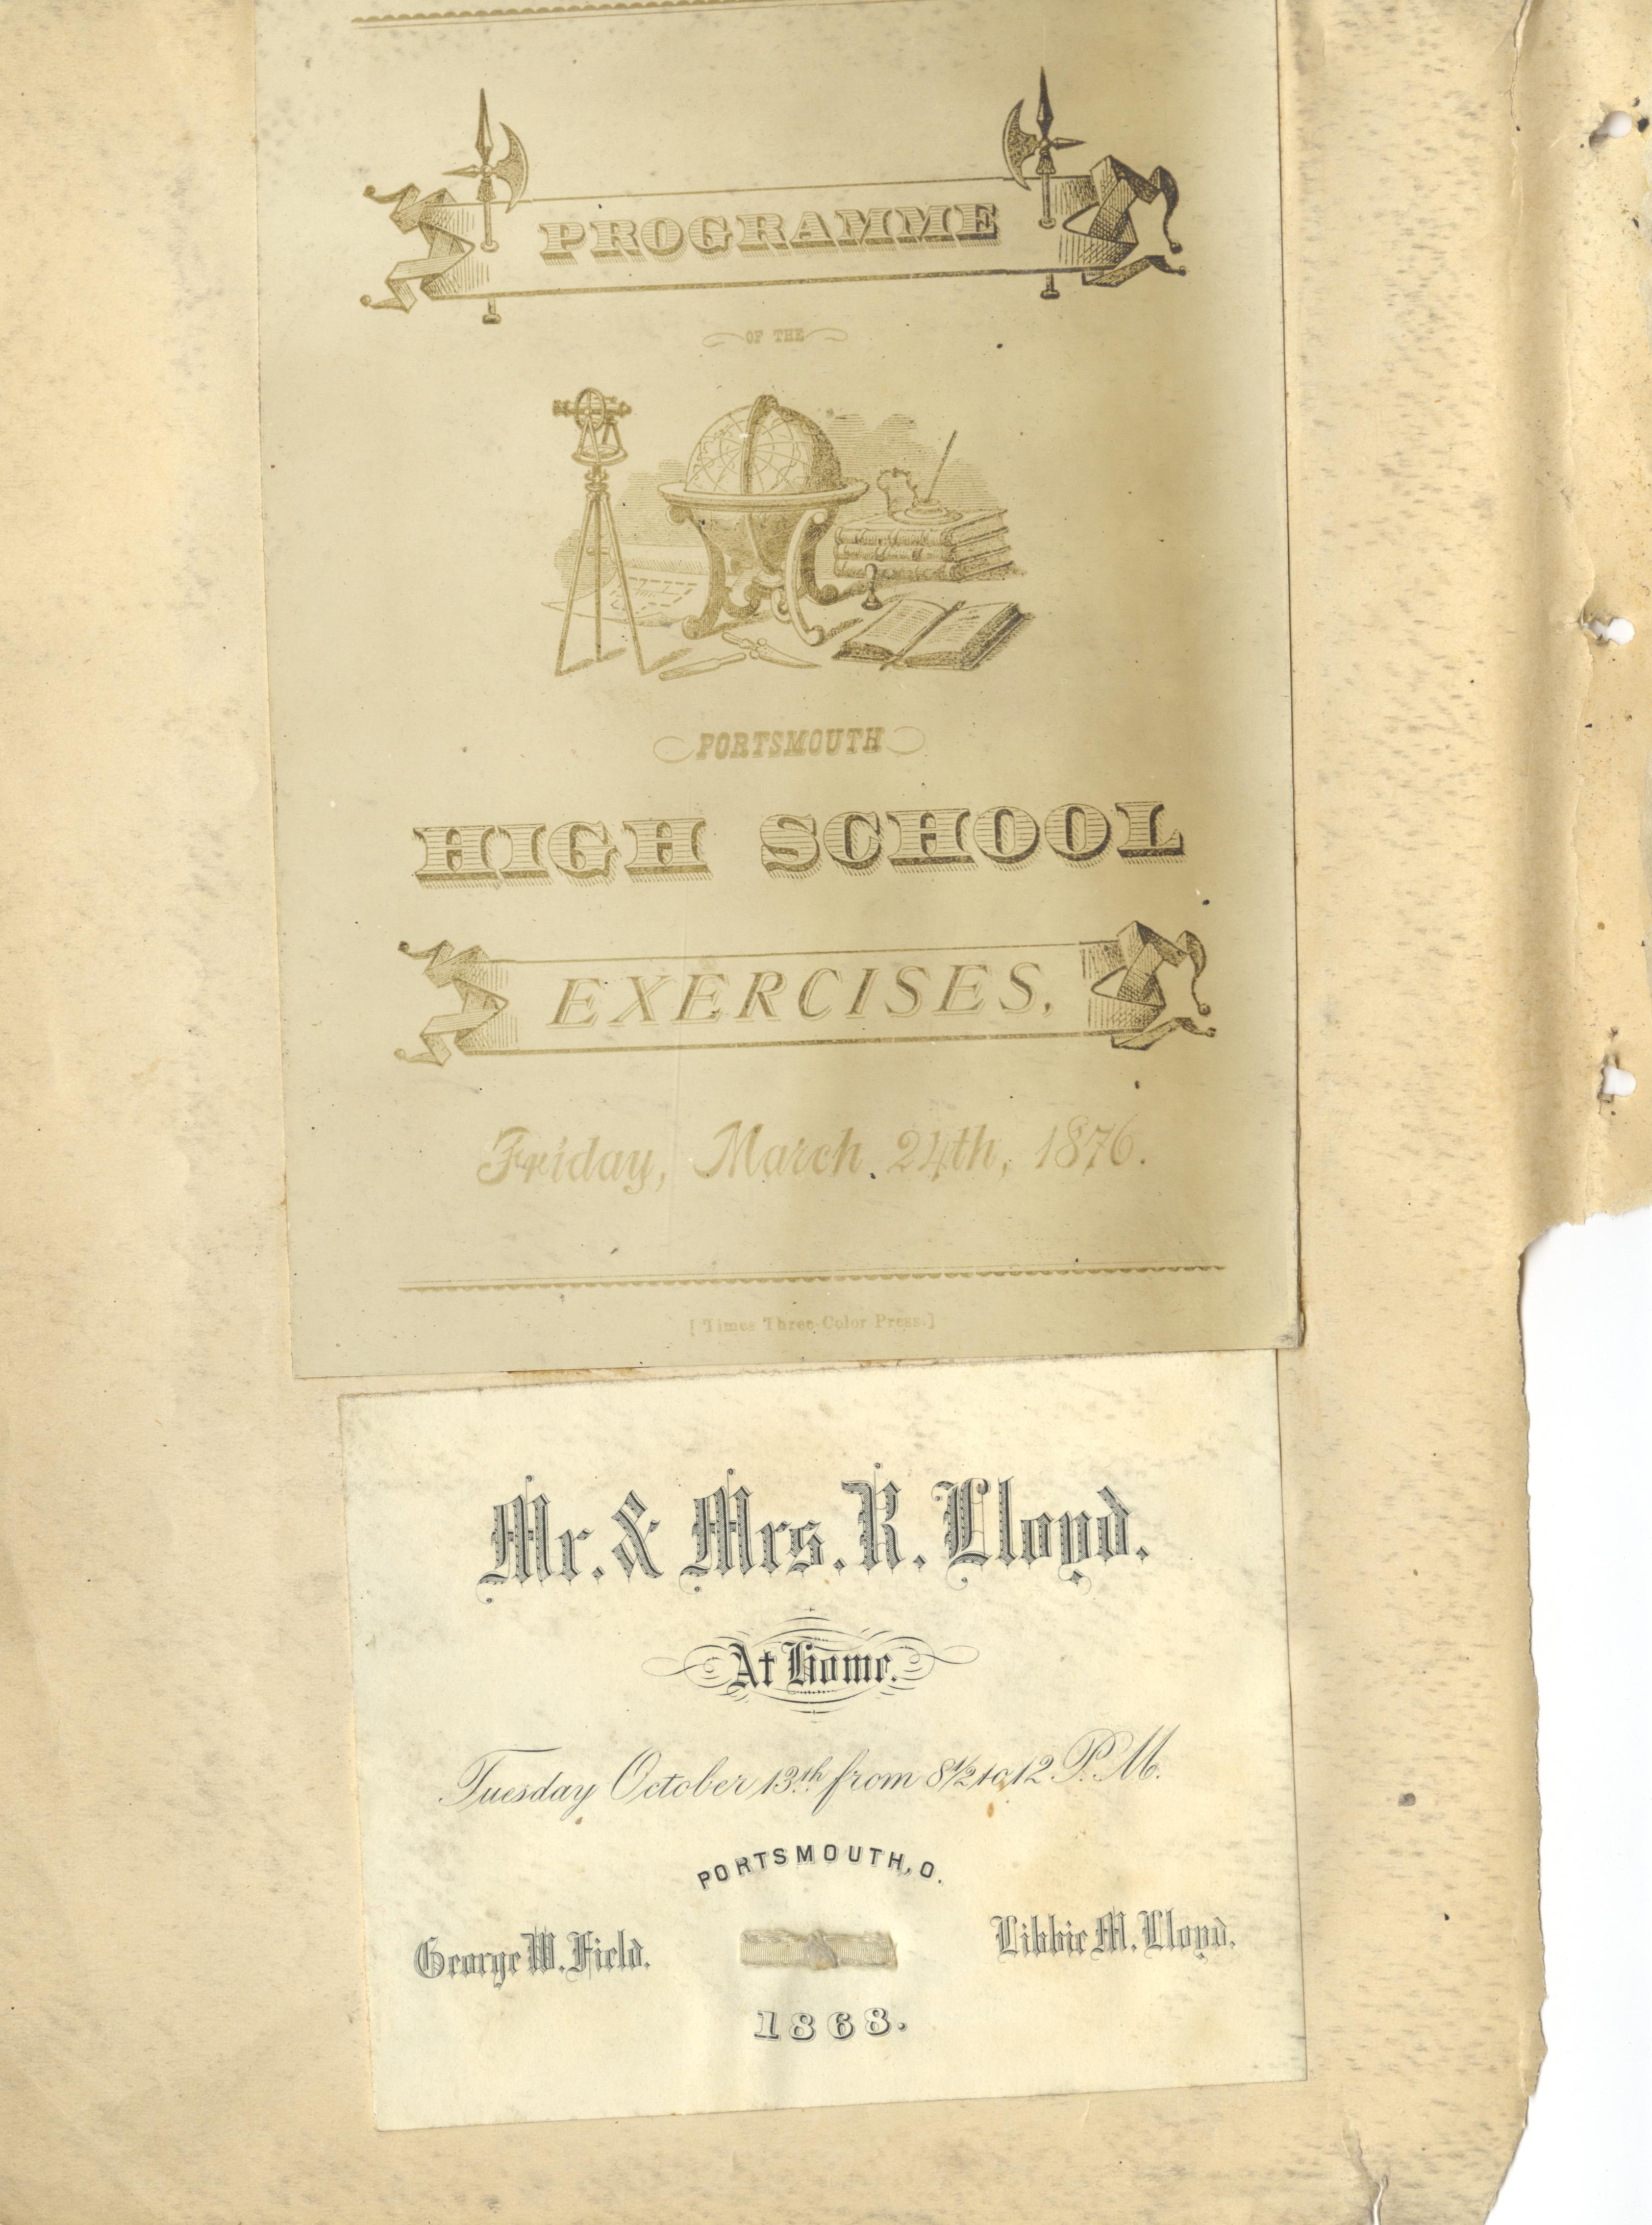 PROGRAMME
OF THE
PORTSMOUTH
HIGH SCHOOL
EXERCISES.
Friday, March 24th, 1876.
[Times Three-Color Press.]
Mr. & Mrs. R. Lloyd.
At Home.
Tuesday October 13th from 8½ to 12 P.M.
PORTSMOUTH, O.
George W. Field. Libbie M. Lloyd.
1868.